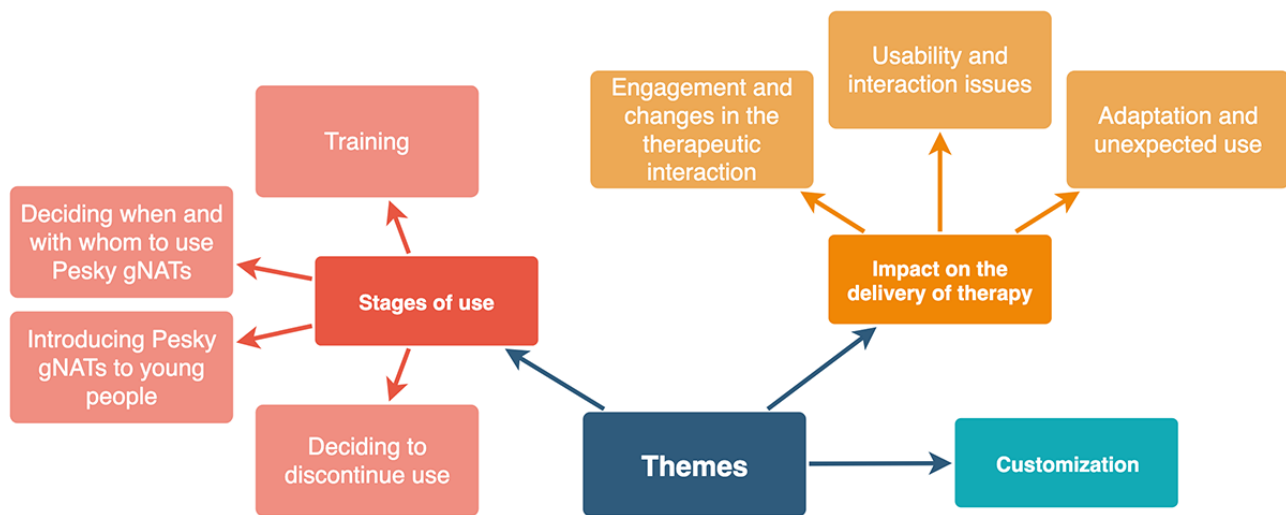 Usability and
interaction issues
Engagement and
changes in the
therapeutic
interaction
Adaptation and
unexpected use
Training
Deciding when and
with whom to use
Pesky gNATs
Impact on the
delivery of therapy
Stages of use
Introducing Pesky
gNATs to young
people
Deciding to
discontinue use
Themes
Customization